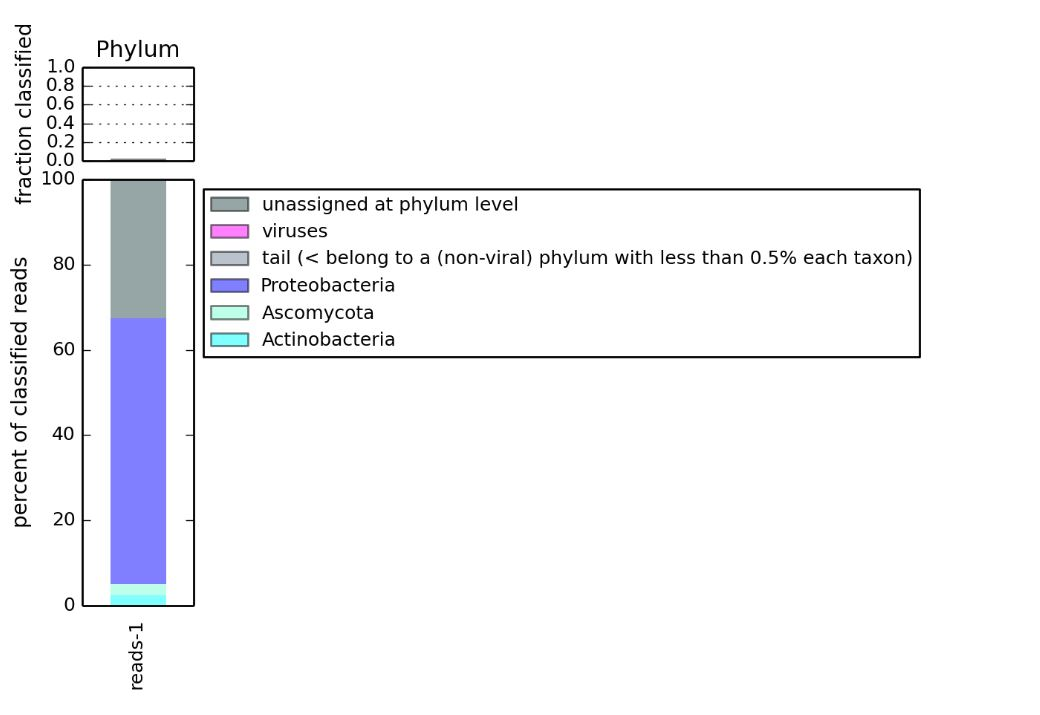 Phylum
fraction classified
1.0
0.8
0.6
0.4
0.2
0.0
percent of classified reads
100
80
60
40
20
0
reads-1
unassigned at phylum level
viruses
tail (< belong to a (non-viral) phylum with less than 0.5% each taxon)
Proteobacteria
Ascomycota
Actinobacteria